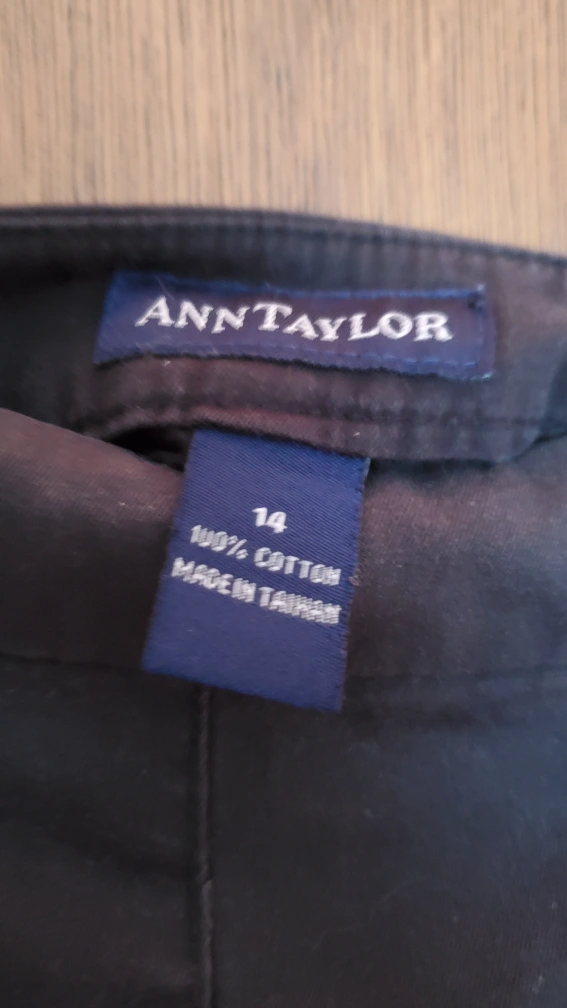 ANNTAYLOR
14
100% COTTON
MADE IN TAIWAN